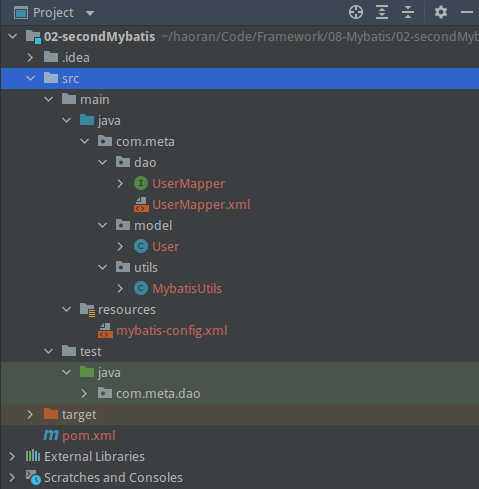 Project
02-secondMybatis ~/haoran/Code/Framework/08-Mybatis/02-secondMyb
.idea
src
main
java
com.meta
dao
UserMapper
UserMapper.xml
model
User
utils
MybatisUtils
resources
mybatis-config.xml
test
java
com.meta.dao
target
pom.xml
External Libraries
Scratches and Consoles